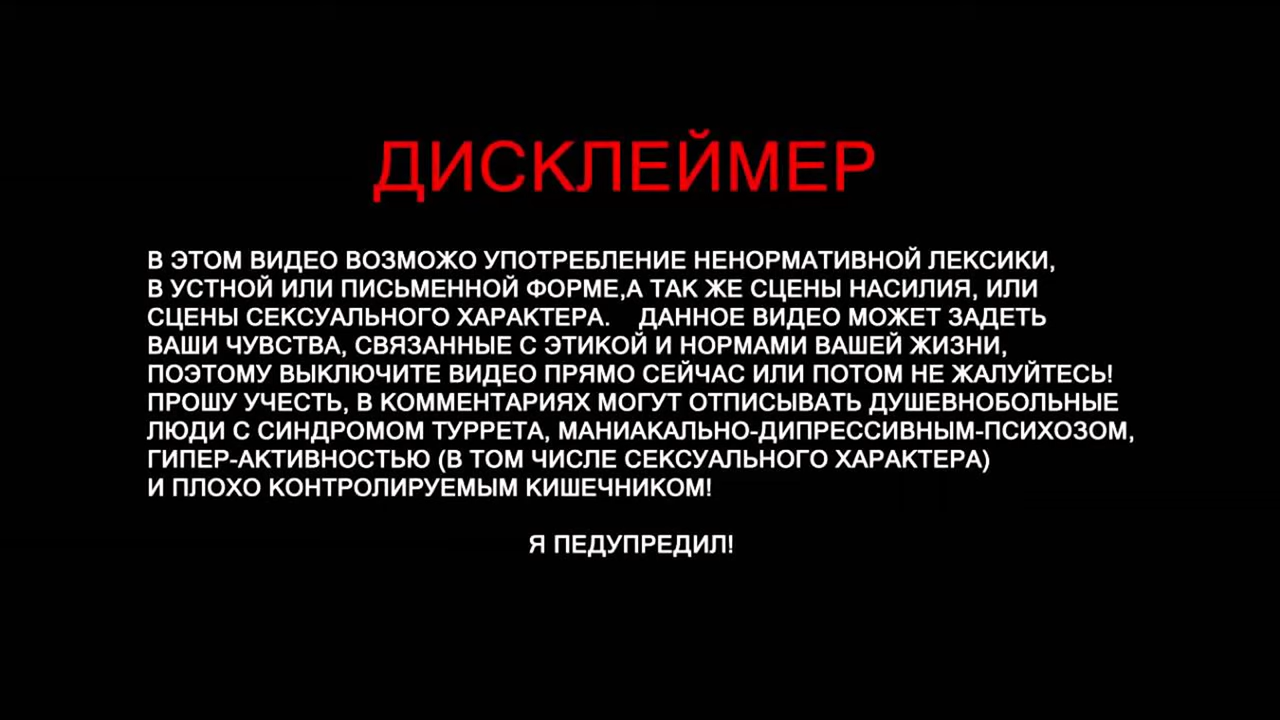 ДИСКЛЕЙМЕР
В ЭТОМ ВИДЕО ВОЗМОЖО УПОТРЕБЛЕНИЕ НЕНОРМАТИВНОЙ ЛЕКСИКИ,
В УСТНОЙ ИЛИ ПИСЬМЕННОЙ ФОРМЕ,А ТАК ЖЕ СЦЕНЫ НАСИЛИЯ, ИЛИ
СЦЕНЫ СЕКСУАЛЬНОГО ХАРАКТЕРА. ДАННОЕ ВИДЕО МОЖЕТ ЗАДЕТЬ
ВАШИ ЧУВСТВА, СВЯЗАННЫЕ С ЭТИКОЙ И НОРМАМИ ВАШЕЙ ЖИЗНИ,
ПОЭТОМУ ВЫКЛЮЧИТЕ ВИДЕО ПРЯМО СЕЙЧАС ИЛИ ПОТОМ НЕ ЖАЛУЙТЕСЬ!
ПРОШУ УЧЕСТЬ, В КОММЕНТАРИЯХ МОГУТ ОТПИСЫВАТЬ ДУШЕВНОБОЛЬНЫЕ
ЛЮДИ С СИНДРОМОМ ТУРРЕТА, МАНИАКАЛЬНО-ДИПРЕССИВНЫМ-ПСИХОЗОМ,
ГИПЕР-АКТИВНОСТЬЮ (В ТОМ ЧИСЛЕ СЕКСУАЛЬНОГО ХАРАКТЕРА)
И ПЛОХО КОНТРОЛИРУЕМЫМ КИШЕЧНИКОМ!
Я ПЕДУПРЕДИЛ!